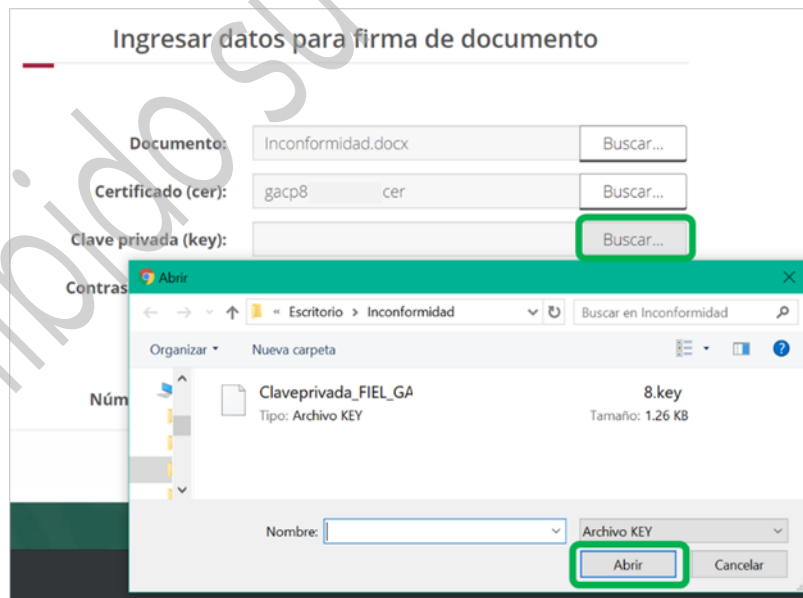 Ingresar datos para firma de documento
Documento: Inconformidad.docx Buscar...
Certificado (cer): gacp8 cer Buscar...
Clave privada (key): Buscar...
Contras
Abrir
« Escritorio > Inconformidad Buscar en Inconformidad
Organizar Nueva carpeta
Claveprivada_FIEL_GA 8.key
Tipo: Archivo KEY Tamaño: 1.26 KB
Núm
Nombre: Archivo KEY
Abrir Cancelar